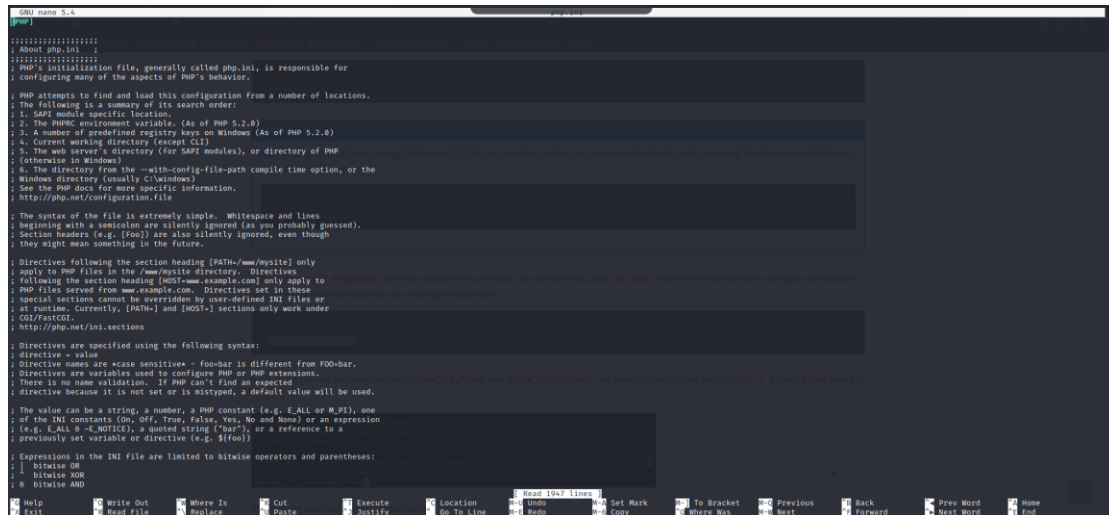 GNU nano 5.4 php.ini
[PHP]
;;;;;;;;;;;;;;;;;;;
; About php.ini ;
;;;;;;;;;;;;;;;;;;;
; PHP's initialization file, generally called php.ini, is responsible for
; configuring many of the aspects of PHP's behavior.
; PHP attempts to find and load this configuration from a number of locations.
; The following is a summary of its search order:
; 1. SAPI module specific location.
; 2. The PHPRC environment variable. (As of PHP 5.2.0)
; 3. A number of predefined registry keys on Windows (As of PHP 5.2.0)
; 4. Current working directory (except CLI)
; 5. The web server's directory (for SAPI modules), or directory of PHP
; (otherwise in Windows)
; 6. The directory from the --with-config-file-path compile time option, or the
; Windows directory (usually C:\windows)
; See the PHP docs for more specific information.
; http://php.net/configuration.file
; The syntax of the file is extremely simple. Whitespace and lines
; beginning with a semicolon are silently ignored (as you probably guessed).
; Section headers (e.g. [Foo]) are also silently ignored, even though
; they might mean something in the future.
; Directives following the section heading [PATH=/www/mysite] only
; apply to PHP files in the /www/mysite directory. Directives
; following the section heading [HOST=www.example.com] only apply to
; PHP files served from www.example.com. Directives set in these
; special sections cannot be overridden by user-defined INI files or
; at runtime. Currently, [PATH=] and [HOST=] sections only work under
; CGI/FastCGI.
; http://php.net/ini.sections
; Directives are specified using the following syntax:
; directive = value
; Directive names are *case sensitive* - foo=bar is different from FOO=bar.
; Directives are variables used to configure PHP or PHP extensions.
; There is no name validation. If PHP can't find an expected
; directive because it is not set or is mistyped, a default value will be used.
; The value can be a string, a number, a PHP constant (e.g. E_ALL or M_PI), one
; of the INI constants (On, Off, True, False, Yes, No and None) or an expression
; (e.g. E_ALL & ~E_NOTICE), a quoted string ("bar"), or a reference to a
; previously set variable or directive (e.g. ${foo})
; Expressions in the INI file are limited to bitwise operators and parentheses:
; | bitwise OR
; ^ bitwise XOR
; & bitwise AND
[ Read 1947 lines ]
^G Help ^O Write Out ^W Where Is ^K Cut ^T Execute ^C Location M-U Undo M-A Set Mark M-] To Bracket M-Q Previous ^B Back ^◀ Prev Word ^A Home
^X Exit ^R Read File ^\ Replace ^U Paste ^J Justify ^_ Go To Line M-E Redo M-6 Copy ^Q Where Was M-W Next ^F Forward ^▶ Next Word ^E End